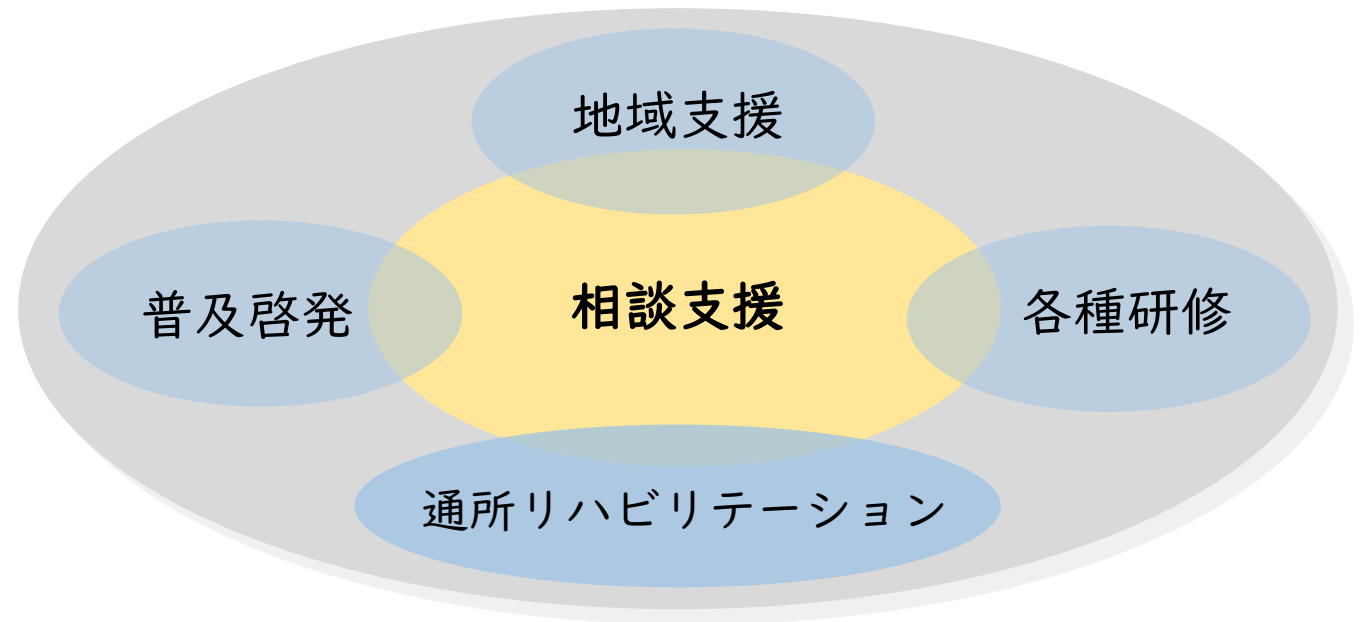 地域支援
普及啓発
相談支援
各種研修
通所リハビリテーション